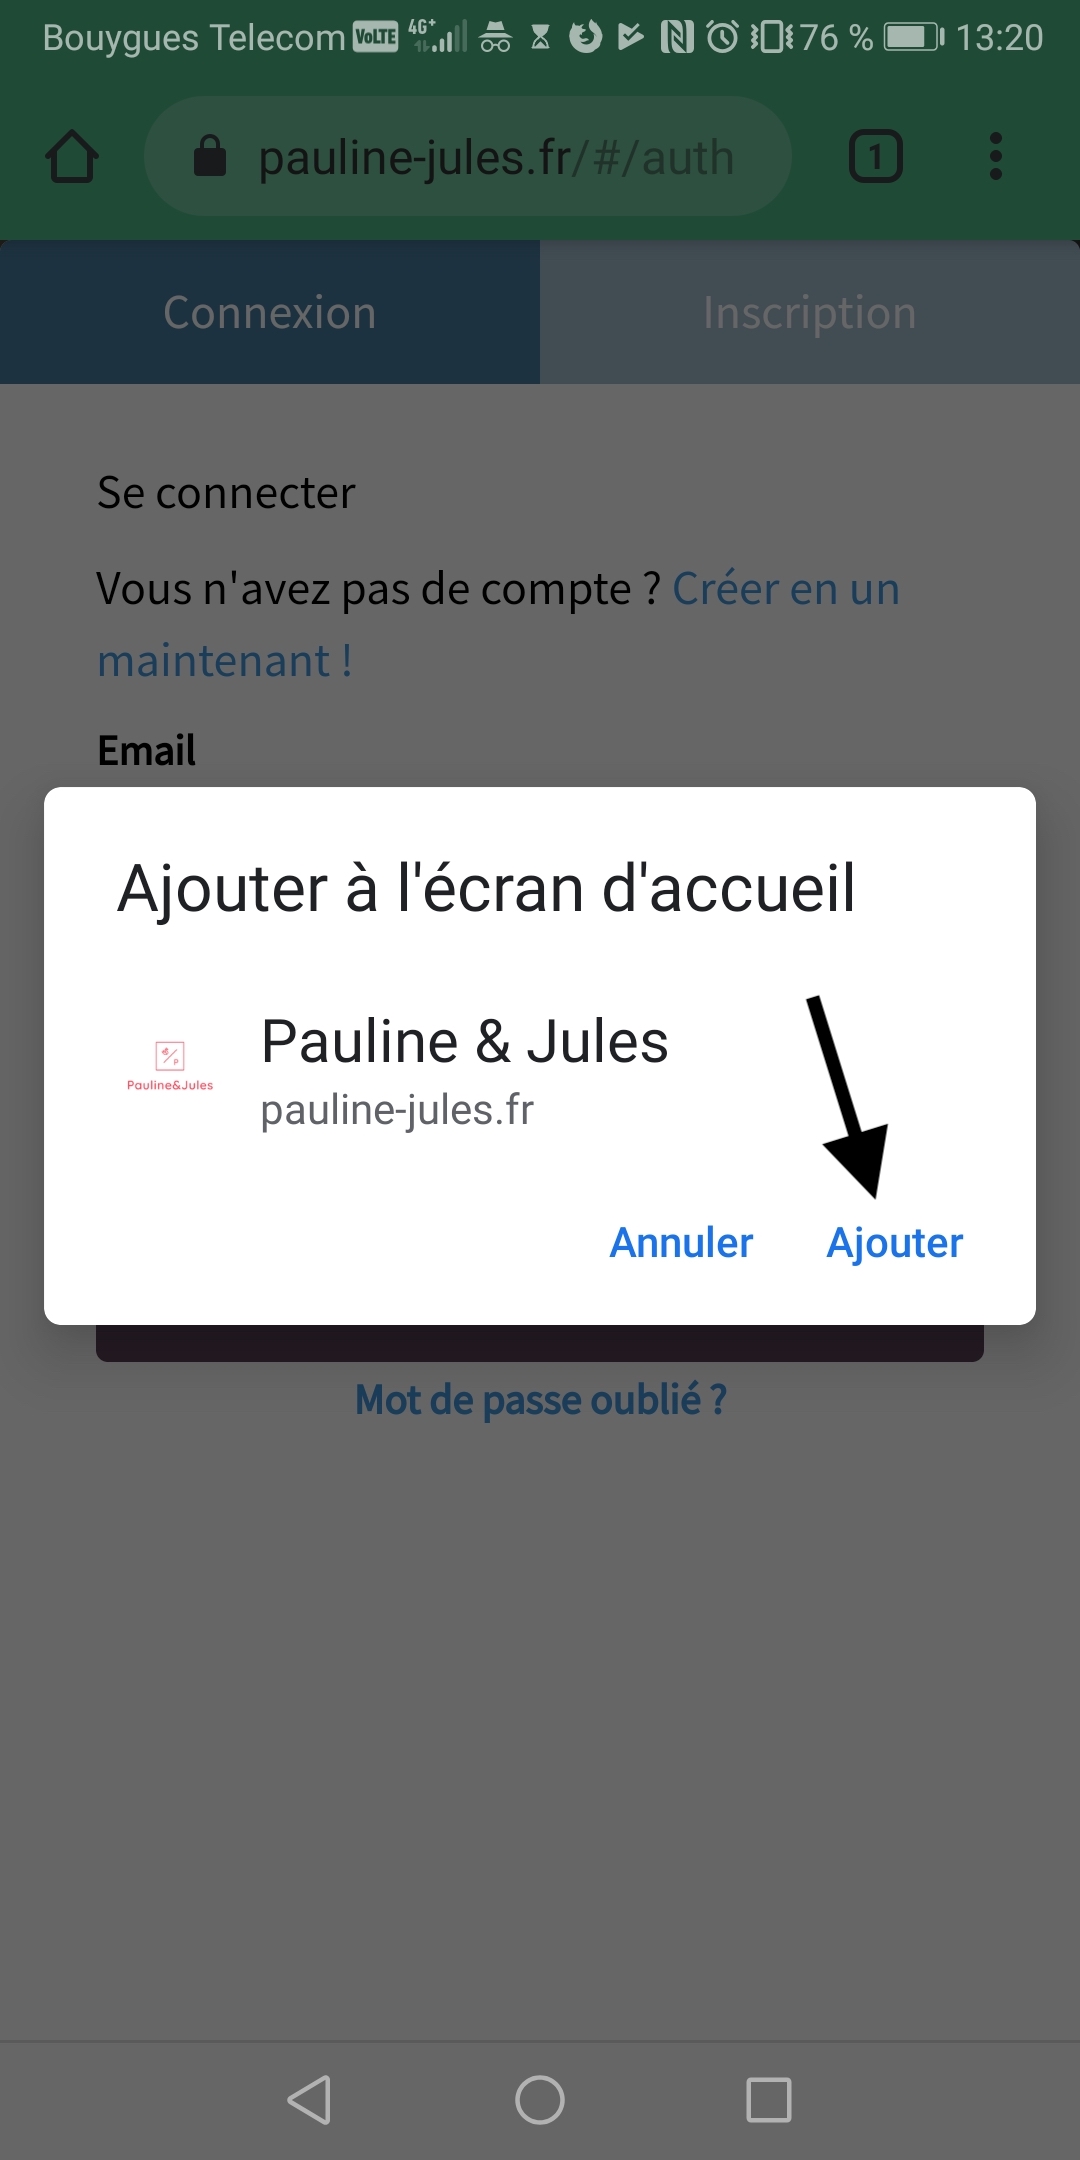 Bouygues Telecom VoLTE 4G+ 76 % 13:20
pauline-jules.fr/#/auth 1
Connexion Inscription
Se connecter
Vous n'avez pas de compte ? Créer en un
maintenant !
Email
Ajouter à l'écran d'accueil
Pauline & Jules
Pauline&Jules
pauline-jules.fr
Annuler Ajouter
Mot de passe oublié ?